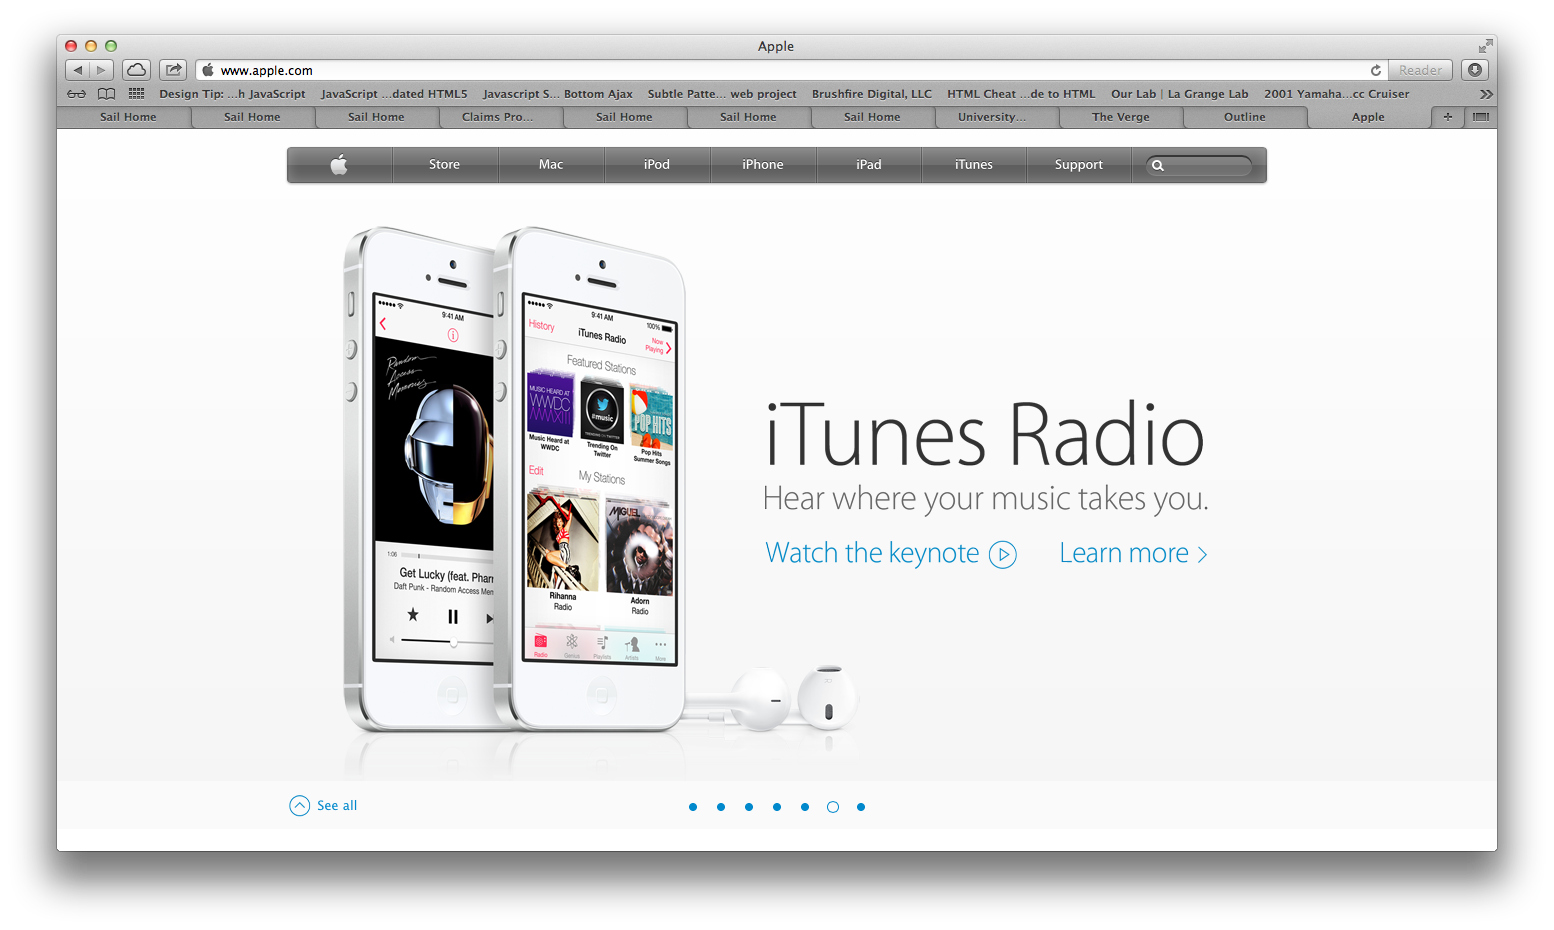 Apple
www.apple.com
Reader
Design Tip: ...h JavaScript JavaScript ...dated HTML5 Javascript S... Bottom Ajax Subtle Patte... web project Brushfire Digital, LLC HTML Cheat ...de to HTML Our Lab | La Grange Lab 2001 Yamaha...cc Cruiser
Sail Home Sail Home Sail Home Claims Pro... Sail Home Sail Home Sail Home University... The Verge Outline Apple
Store Mac iPod iPhone iPad iTunes Support
9:41 AM
Random
Access
Memories
1:06
Get Lucky (feat. Pharr
Daft Punk - Random Access Mem
9:41 AM 100%
History iTunes Radio Now Playing
Featured Stations
MUSIC HEARD AT
WWDC
#music
TRENDING ON TWITTER
POP HITS
Music Heard at
WWDC
Trending On
Twitter
Pop Hits
Summer Songs
Edit My Stations
MIGUEL
Rihanna
Radio
Adorn
Radio
Radio Genius Playlists Artists More
iTunes Radio
Hear where your music takes you.
Watch the keynote Learn more
See all